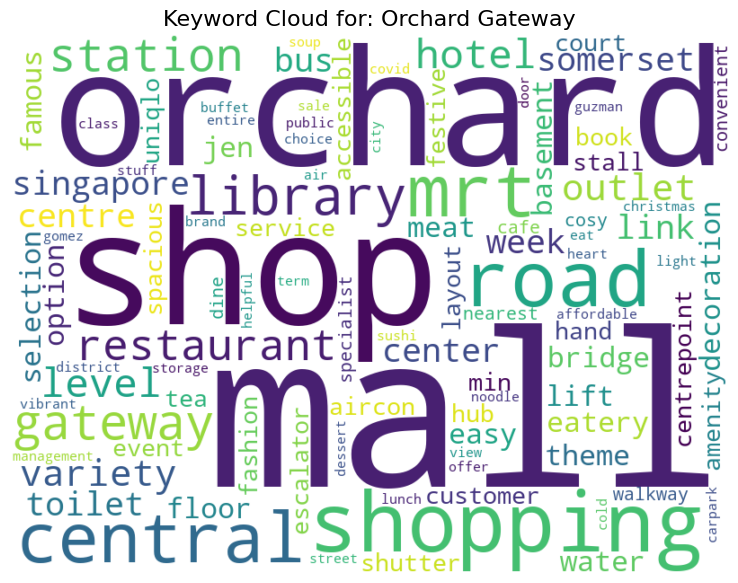 Keyword Cloud for: Orchard Gateway
soup
court
station
bus
hotel
somerset
covid
famous
orchard
uniqlo
accessible
festive
door
convenient
buffet
sale
guzman
entire
class
public
choice
city
jen
basement
book
stall
stuff
air
singapore
library
mrt
outlet
christmas
centre
spacious
brand
service
meat
cafe
cosy
link
gomez
week
eat
selection
option
shop
road
heart
decoration
dine
helpful
term
specialist
layout
nearest
light
affordable
restaurant
sushi
center
hand
amenity
centrepoint
district
storage
mall
min
bridge
level
vibrant
tea
aircon
hub
noodle
lift
gateway
fashion
escalator
easy
eatery
event
dessert
view
theme
management
offer
variety
toilet
floor
lunch
customer
walkway
carpark
cold
central
shopping
street
shutter
water